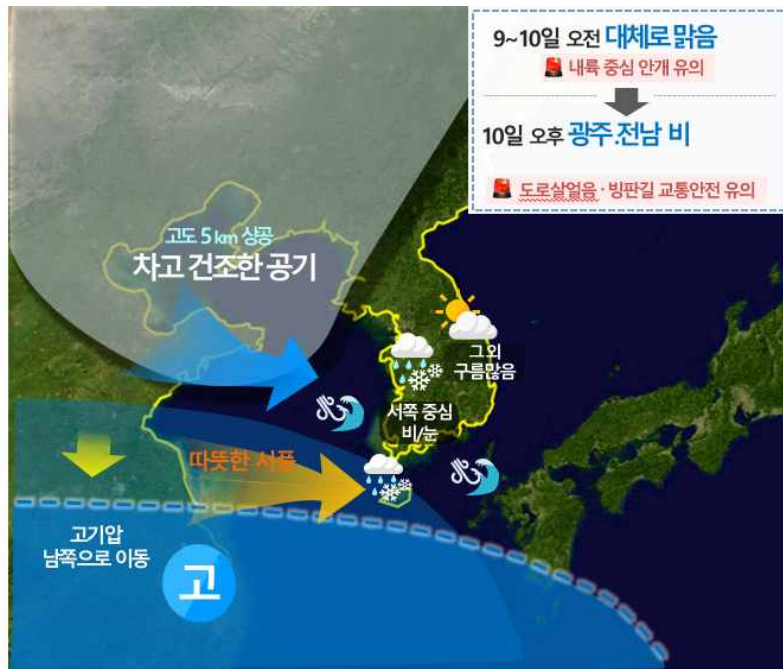 9~10일 오전 대체로 맑음
내륙 중심 안개 유의
10일 오후 광주.전남 비
도로살얼음·빙판길 교통안전 유의
고도 5km 상공
차고 건조한 공기
그외
구름많음
서쪽 중심
비/눈
따뜻한 서풍
고기압
남쪽으로 이동
고